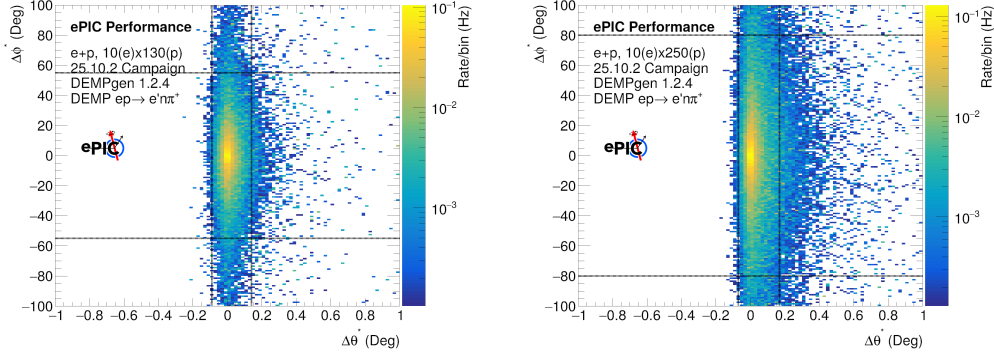 ePIC Performance
e+p, 10(e)x130(p)
25.10.2 Campaign
DEMPgen 1.2.4
DEMP ep→ e'nπ⁺
ePIC
Δφ* (Deg)
100
80
60
40
20
0
−20
−40
−60
−80
−100
−1 −0.8 −0.6 −0.4 −0.2 0 0.2 0.4 0.6 0.8 1
Δθ* (Deg)
Rate/bin (Hz)
10⁻¹
10⁻²
10⁻³
ePIC Performance
e+p, 10(e)x250(p)
25.10.2 Campaign
DEMPgen 1.2.4
DEMP ep→ e'nπ⁺
ePIC
Δφ* (Deg)
100
80
60
40
20
0
−20
−40
−60
−80
−100
−1 −0.8 −0.6 −0.4 −0.2 0 0.2 0.4 0.6 0.8 1
Δθ* (Deg)
Rate/bin (Hz)
10⁻¹
10⁻²
10⁻³